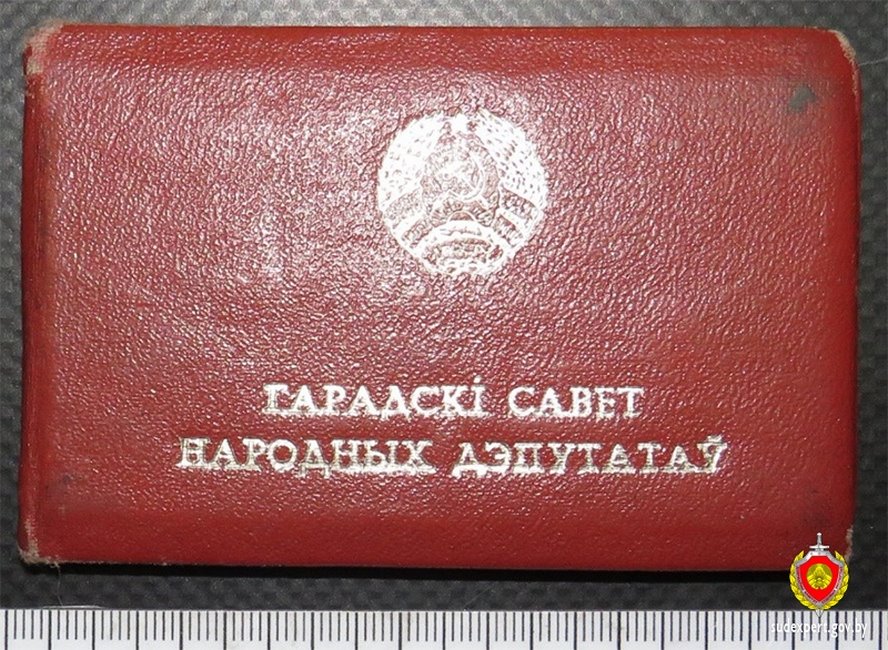 ГАРАДСКІ САВЕТ
НАРОДНЫХ ДЭПУТАТАЎ
sudexpert.gov.by